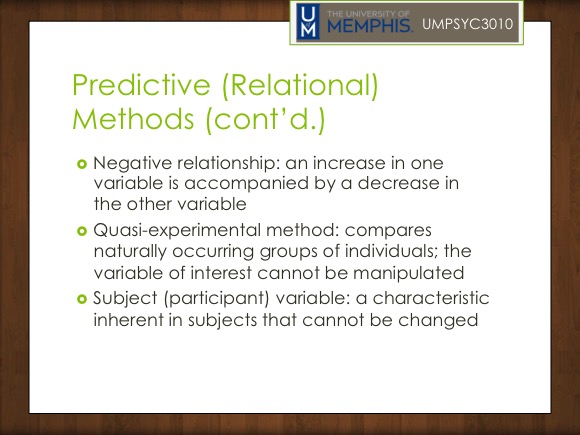 UM
THE UNIVERSITY OF
MEMPHIS.
UMPSYC3010
Predictive (Relational)
Methods (cont’d.)
Negative relationship: an increase in one
variable is accompanied by a decrease in
the other variable
Quasi-experimental method: compares
naturally occurring groups of individuals; the
variable of interest cannot be manipulated
Subject (participant) variable: a characteristic
inherent in subjects that cannot be changed